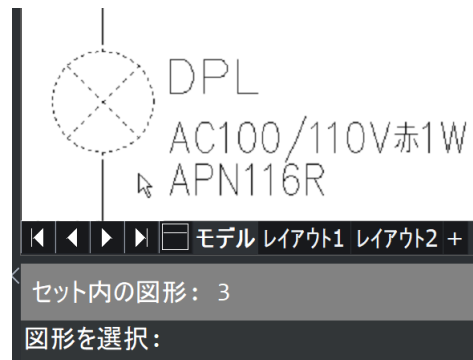 DPL
AC100/110V赤1W
APN116R
モデル レイアウト1 レイアウト2 +
セット内の図形: 3
図形を選択: